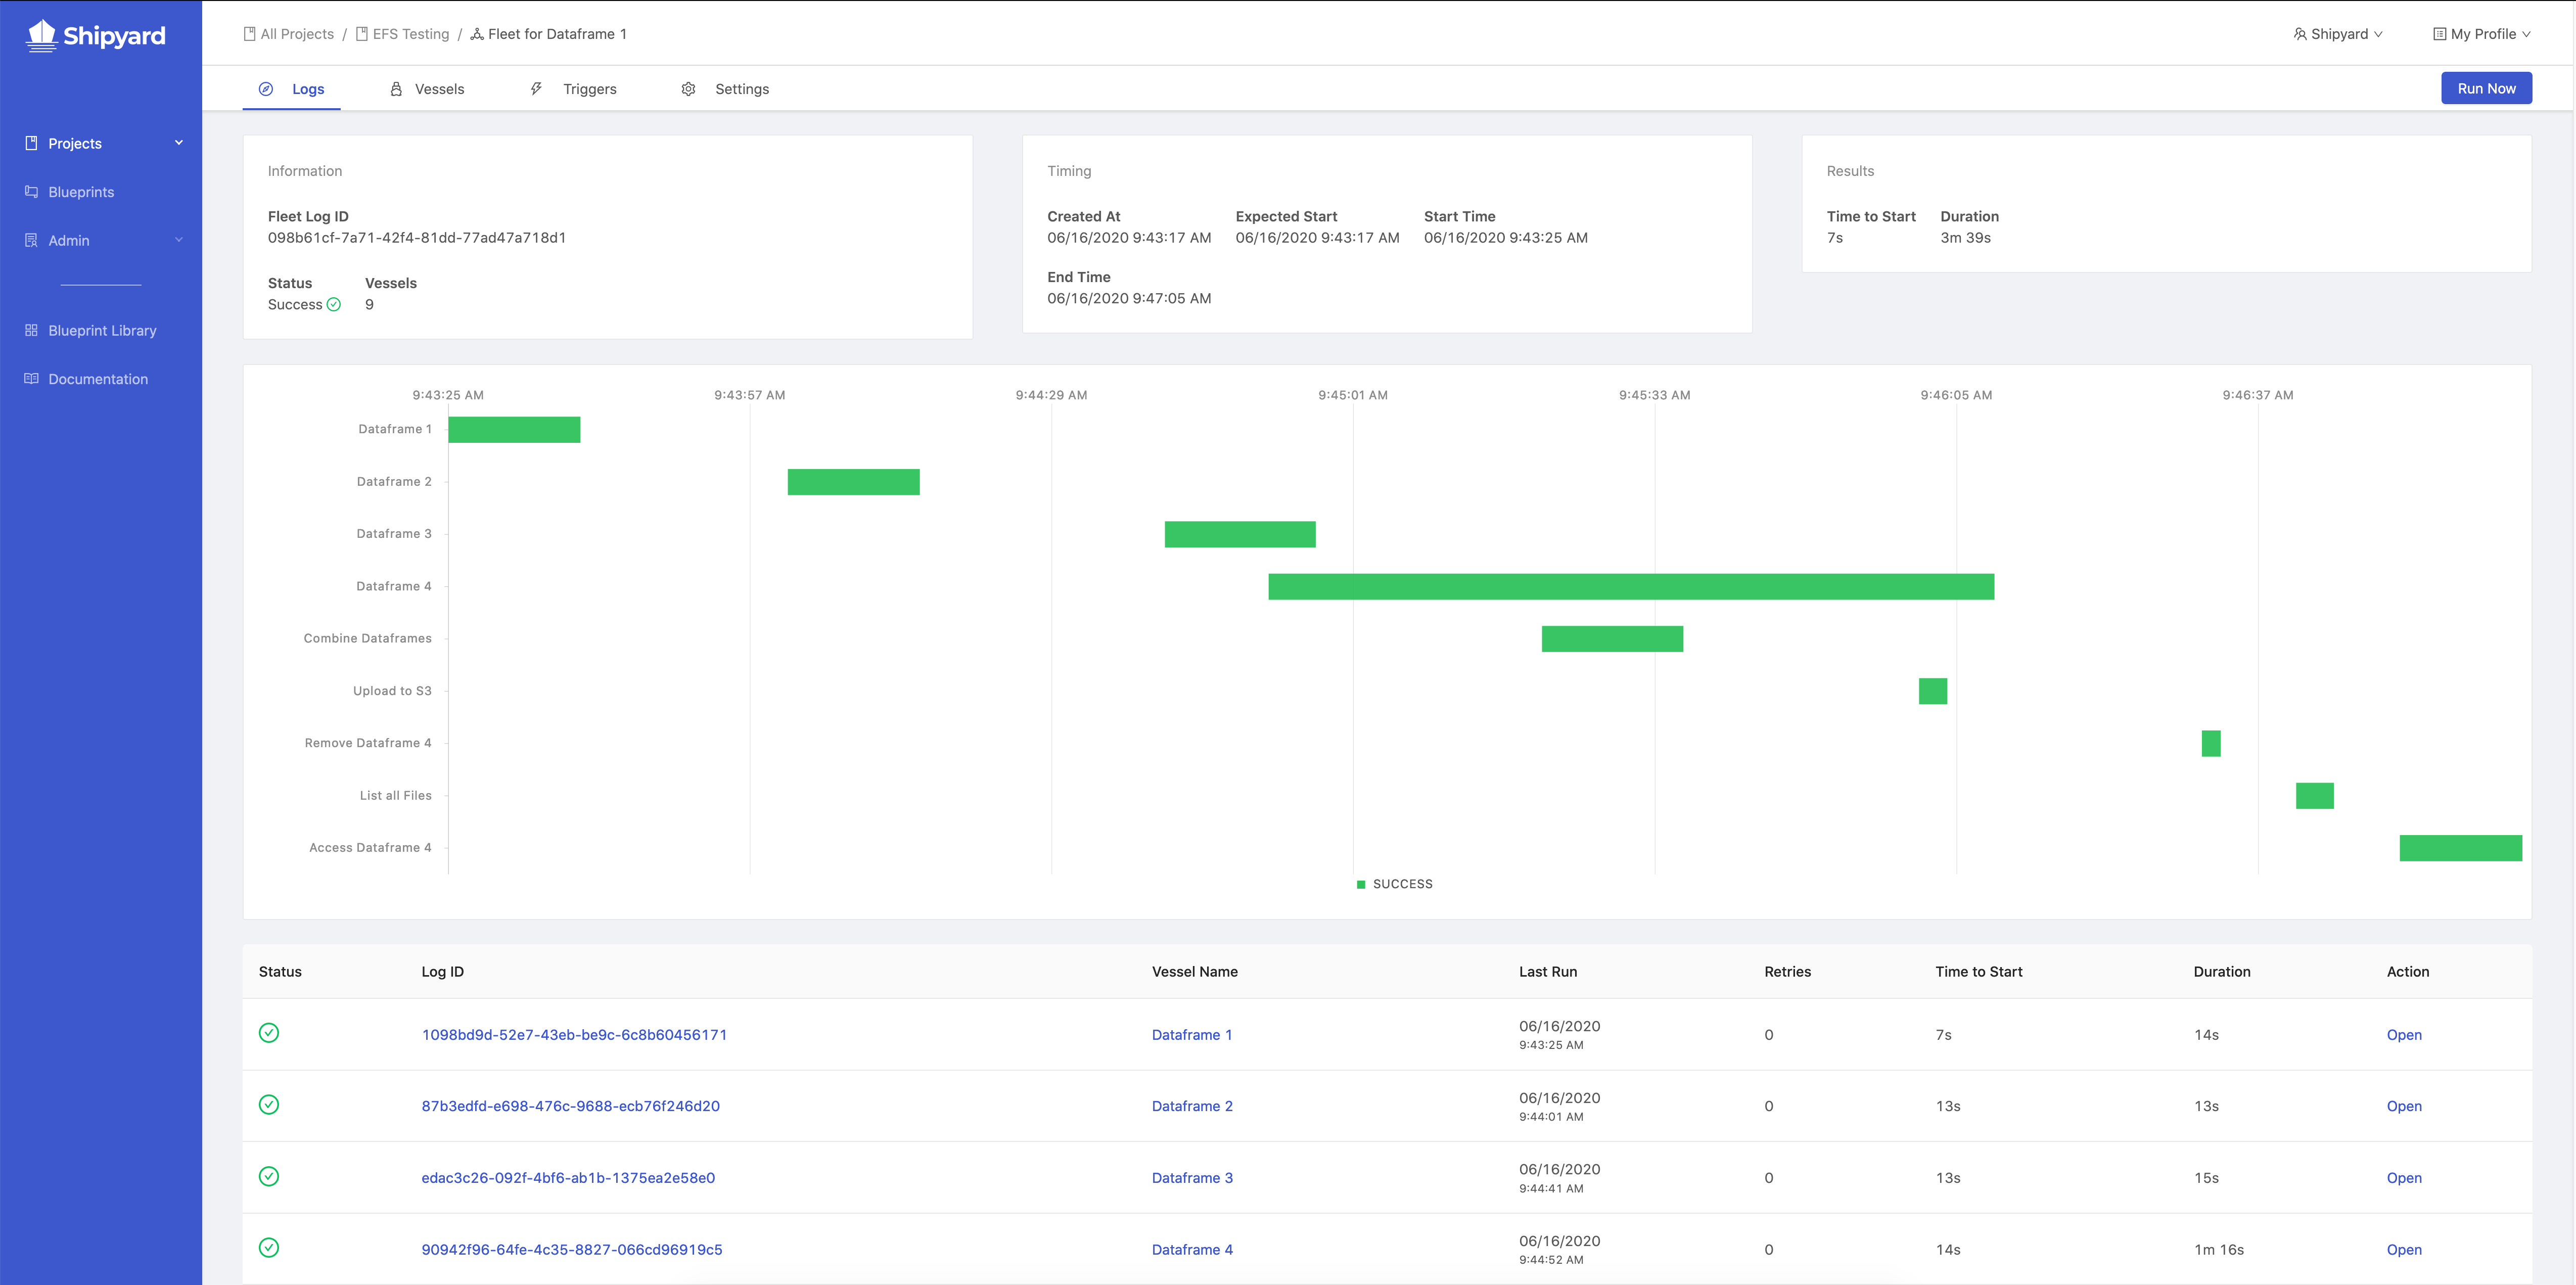 Shipyard
All Projects / EFS Testing / Fleet for Dataframe 1
Shipyard
My Profile
Logs
Vessels
Triggers
Settings
Run Now
Projects
Blueprints
Admin
Blueprint Library
Documentation
Information
Fleet Log ID
098b61cf-7a71-42f4-81dd-77ad47a718d1
Status Vessels
Success 9
Timing
Created At Expected Start Start Time
06/16/2020 9:43:17 AM 06/16/2020 9:43:17 AM 06/16/2020 9:43:25 AM
End Time
06/16/2020 9:47:05 AM
Results
Time to Start Duration
7s 3m 39s
9:43:25 AM 9:43:57 AM 9:44:29 AM 9:45:01 AM 9:45:33 AM 9:46:05 AM 9:46:37 AM
Dataframe 1
Dataframe 2
Dataframe 3
Dataframe 4
Combine Dataframes
Upload to S3
Remove Dataframe 4
List all Files
Access Dataframe 4
SUCCESS
Status Log ID Vessel Name Last Run Retries Time to Start Duration Action
1098bd9d-52e7-43eb-be9c-6c8b60456171 Dataframe 1 06/16/2020 0 7s 14s Open
9:43:25 AM
87b3edfd-e698-476c-9688-ecb76f246d20 Dataframe 2 06/16/2020 0 13s 13s Open
9:44:01 AM
edac3c26-092f-4bf6-ab1b-1375ea2e58e0 Dataframe 3 06/16/2020 0 13s 15s Open
9:44:41 AM
90942f96-64fe-4c35-8827-066cd96919c5 Dataframe 4 06/16/2020 0 14s 1m 16s Open
9:44:52 AM